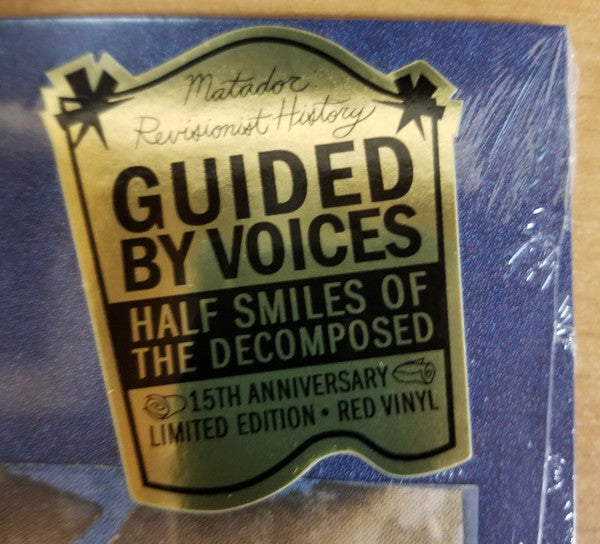 Matador
Revisionist History
GUIDED
BY VOICES
HALF SMILES OF
THE DECOMPOSED
15TH ANNIVERSARY
LIMITED EDITION • RED VINYL